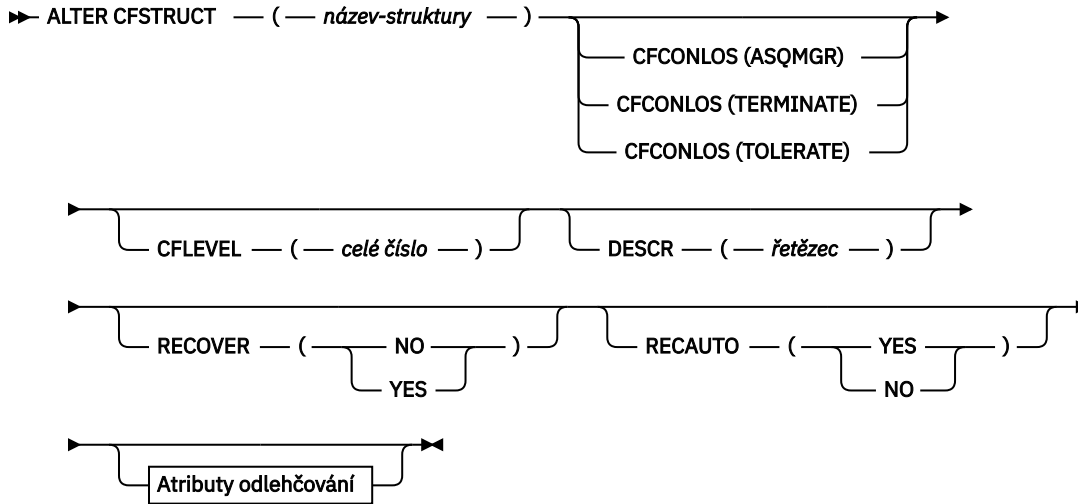 ALTER CFSTRUCT ( název-struktury )
CFCONLOS (ASQMGR)
CFCONLOS (TERMINATE)
CFCONLOS (TOLERATE)
CFLEVEL ( celé číslo ) DESCR ( řetězec )
RECOVER ( NO ) RECAUTO ( YES )
YES NO
Atributy odlehčování